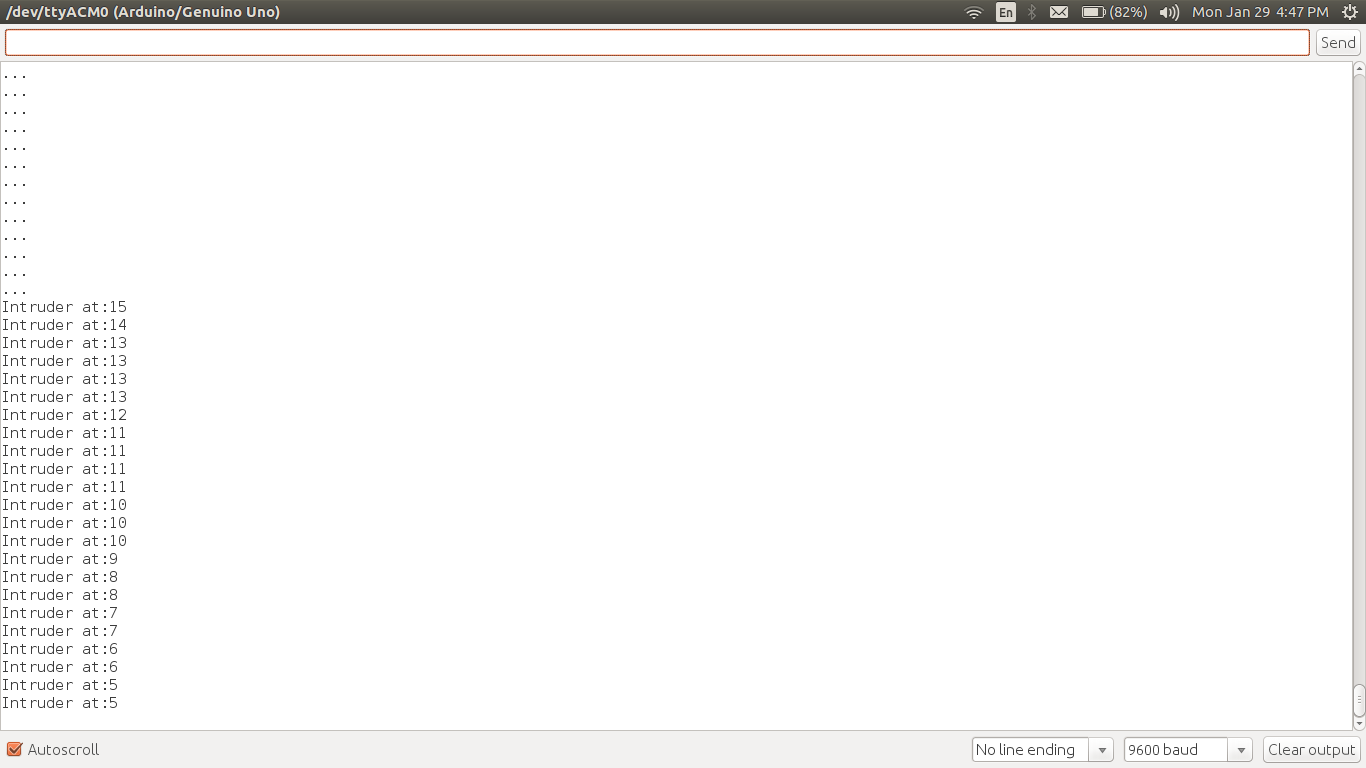 /dev/ttyACM0 (Arduino/Genuino Uno) En (82%) Mon Jan 29 4:47 PM
Send
...
...
...
...
...
...
...
...
...
...
...
...
...
Intruder at:15
Intruder at:14
Intruder at:13
Intruder at:13
Intruder at:13
Intruder at:13
Intruder at:12
Intruder at:11
Intruder at:11
Intruder at:11
Intruder at:11
Intruder at:10
Intruder at:10
Intruder at:10
Intruder at:9
Intruder at:8
Intruder at:8
Intruder at:7
Intruder at:7
Intruder at:6
Intruder at:6
Intruder at:5
Intruder at:5
Autoscroll No line ending 9600 baud Clear output